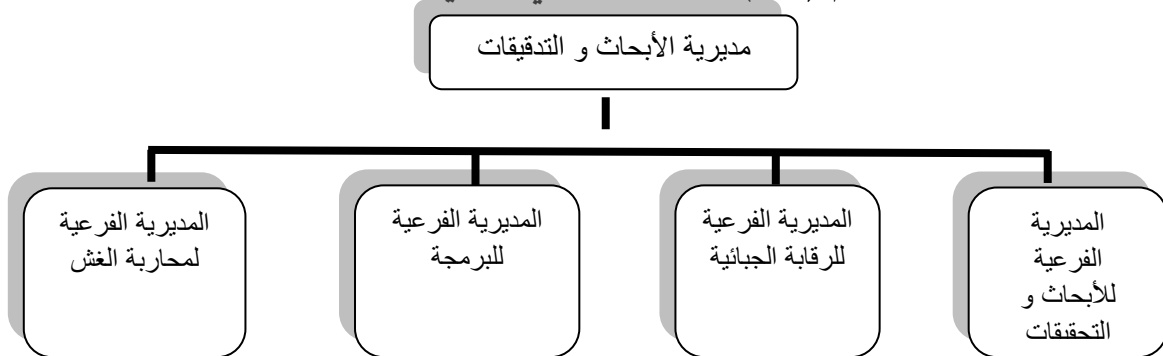 مديرية الأبحاث و التدقيقات
المديرية
الفرعية
للأبحاث و
التحقيقات
المديرية الفرعية
للرقابة الجبائية
المديرية الفرعية
للبرمجة
المديرية الفرعية
لمحاربة الغش